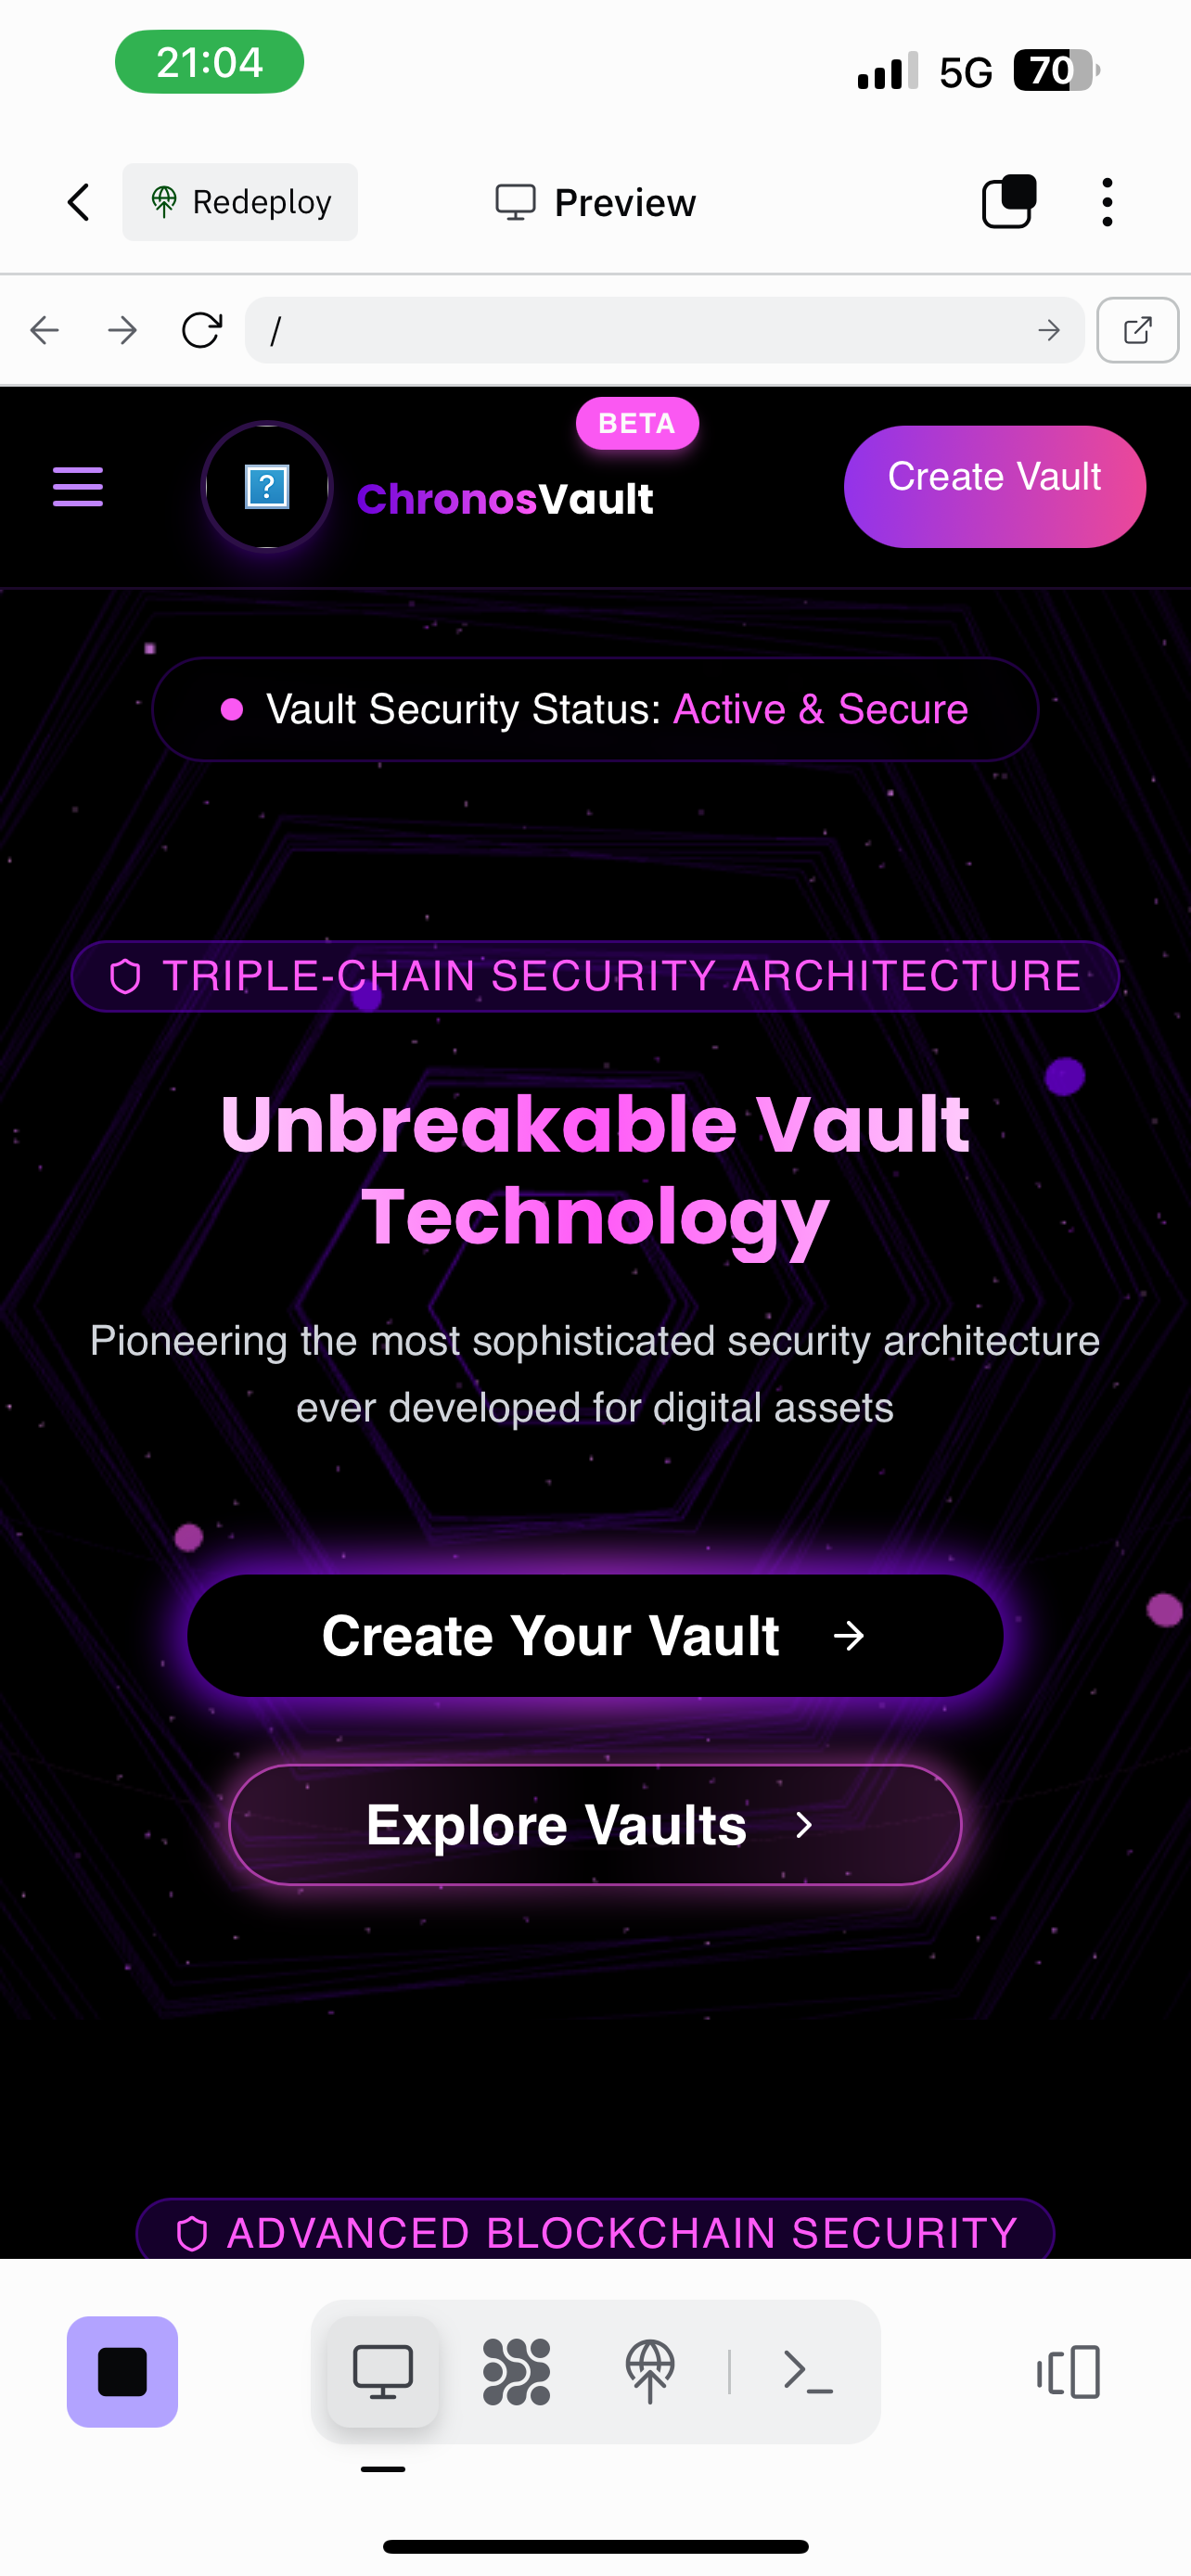 21:04
5G
70
Redeploy
Preview
/
BETA
?
ChronosVault
Create Vault
Vault Security Status: Active & Secure
TRIPLE-CHAIN SECURITY ARCHITECTURE
Unbreakable Vault
Technology
Pioneering the most sophisticated security architecture
ever developed for digital assets
Create Your Vault
Explore Vaults
ADVANCED BLOCKCHAIN SECURITY